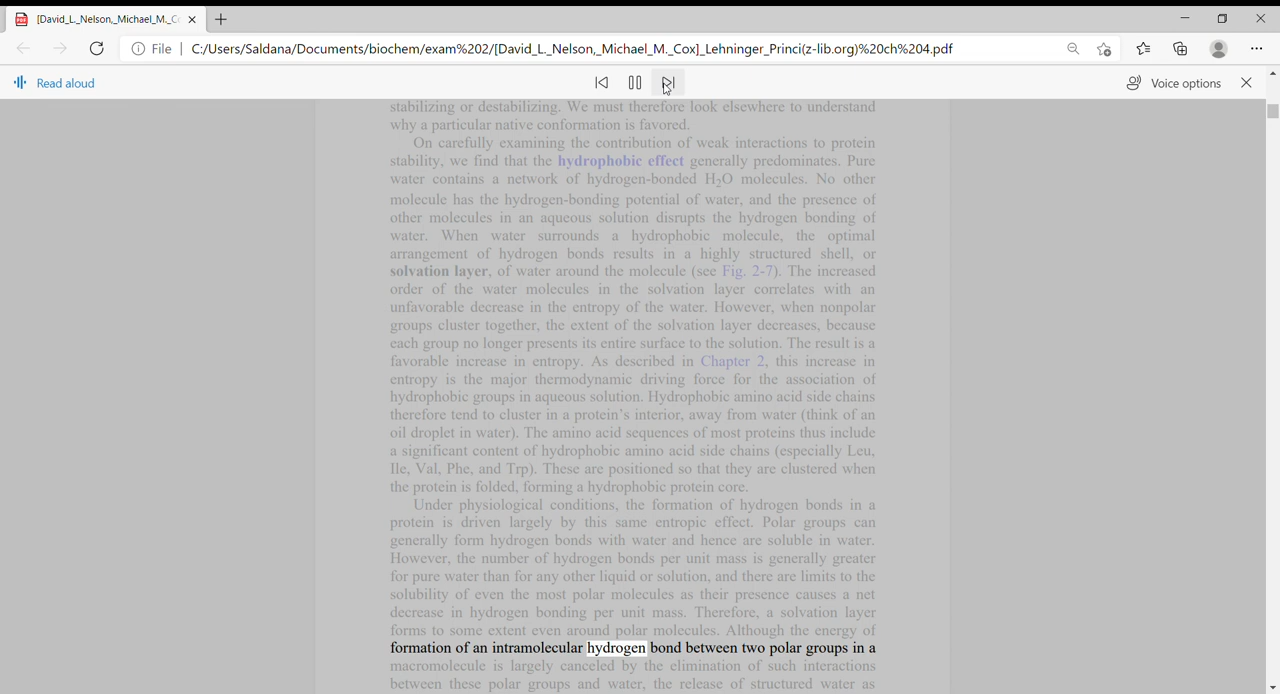 [David_L._Nelson,_Michael_M._Co
File
C:/Users/Saldana/Documents/biochem/exam%202/[David_L._Nelson,_Michael_M._Cox]_Lehninger_Princi(z-lib.org)%20ch%204.pdf
Read aloud
Voice options
stabilizing or destabilizing. We must therefore look elsewhere to understand
why a particular native conformation is favored.
On carefully examining the contribution of weak interactions to protein
stability, we find that the hydrophobic effect generally predominates. Pure
water contains a network of hydrogen-bonded H₂O molecules. No other
molecule has the hydrogen-bonding potential of water, and the presence of
other molecules in an aqueous solution disrupts the hydrogen bonding of
water. When water surrounds a hydrophobic molecule, the optimal
arrangement of hydrogen bonds results in a highly structured shell, or
solvation layer, of water around the molecule (see Fig. 2-7). The increased
order of the water molecules in the solvation layer correlates with an
unfavorable decrease in the entropy of the water. However, when nonpolar
groups cluster together, the extent of the solvation layer decreases, because
each group no longer presents its entire surface to the solution. The result is a
favorable increase in entropy. As described in Chapter 2, this increase in
entropy is the major thermodynamic driving force for the association of
hydrophobic groups in aqueous solution. Hydrophobic amino acid side chains
therefore tend to cluster in a protein's interior, away from water (think of an
oil droplet in water). The amino acid sequences of most proteins thus include
a significant content of hydrophobic amino acid side chains (especially Leu,
Ile, Val, Phe, and Trp). These are positioned so that they are clustered when
the protein is folded, forming a hydrophobic protein core.
Under physiological conditions, the formation of hydrogen bonds in a
protein is driven largely by this same entropic effect. Polar groups can
generally form hydrogen bonds with water and hence are soluble in water.
However, the number of hydrogen bonds per unit mass is generally greater
for pure water than for any other liquid or solution, and there are limits to the
solubility of even the most polar molecules as their presence causes a net
decrease in hydrogen bonding per unit mass. Therefore, a solvation layer
forms to some extent even around polar molecules. Although the energy of
formation of an intramolecular hydrogen bond between two polar groups in a
macromolecule is largely canceled by the elimination of such interactions
between these polar groups and water, the release of structured water as